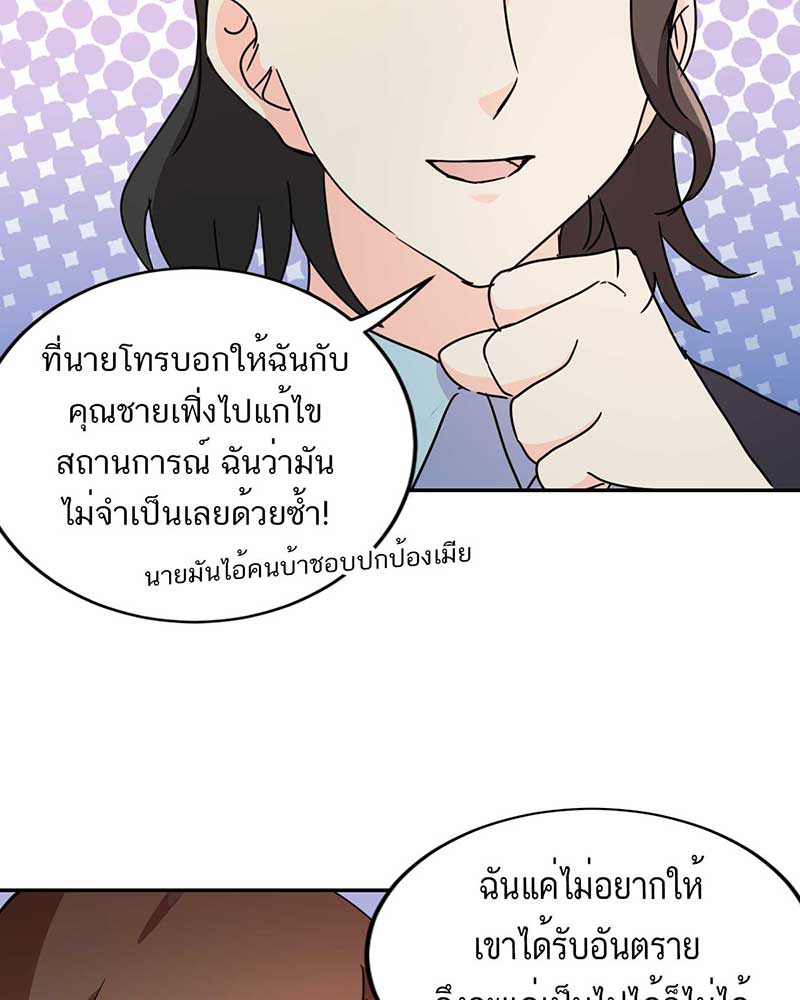 ที่นายโทรบอกให้ฉันกับ
คุณชายเฟิ่งไปแก้ไข
สถานการณ์ ฉันว่ามัน
ไม่จำเป็นเลยด้วยซ้ำ!
นายมันไอ้คนบ้าชอบปกป้องเมีย
ฉันแค่ไม่อยากให้
เขาได้รับอันตราย